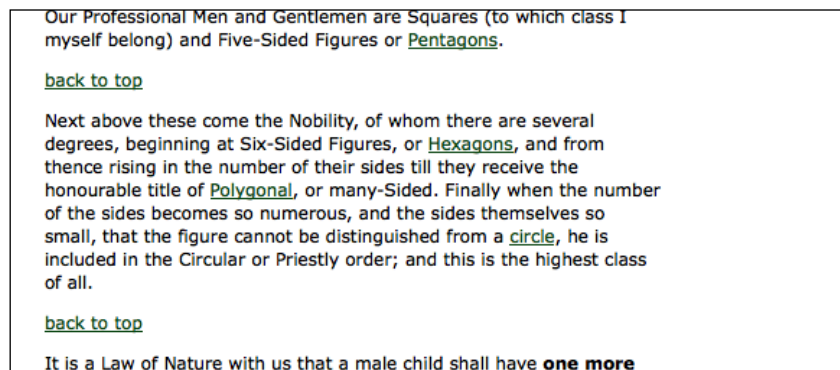 Our Professional Men and Gentlemen are Squares (to which class I
myself belong) and Five-Sided Figures or Pentagons.
back to top
Next above these come the Nobility, of whom there are several
degrees, beginning at Six-Sided Figures, or Hexagons, and from
thence rising in the number of their sides till they receive the
honourable title of Polygonal, or many-Sided. Finally when the number
of the sides becomes so numerous, and the sides themselves so
small, that the figure cannot be distinguished from a circle, he is
included in the Circular or Priestly order; and this is the highest class
of all.
back to top
It is a Law of Nature with us that a male child shall have one more